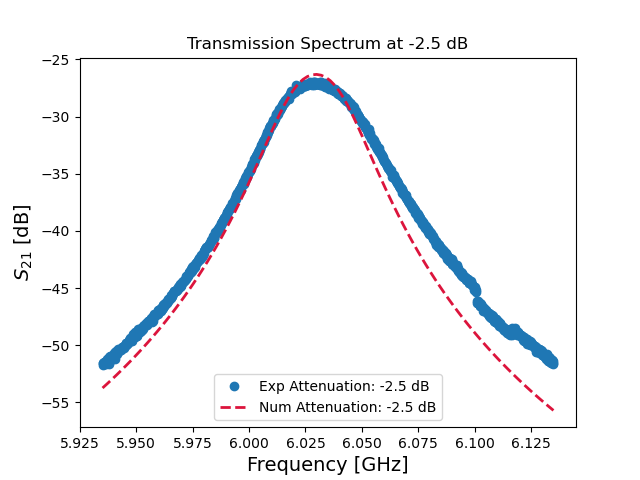 Transmission Spectrum at -2.5 dB
−25
−30
−35
−40
−45
−50
−55
S21 [dB]
Exp Attenuation: -2.5 dB
Num Attenuation: -2.5 dB
5.925 5.950 5.975 6.000 6.025 6.050 6.075 6.100 6.125
Frequency [GHz]